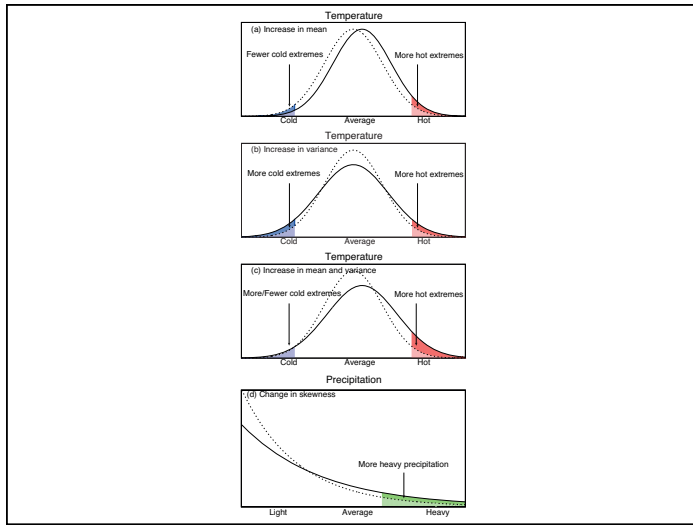 Temperature
(a) Increase in mean
Fewer cold extremes
More hot extremes
Cold Average Hot
Temperature
(b) Increase in variance
More cold extremes
More hot extremes
Cold Average Hot
Temperature
(c) Increase in mean and variance
More/Fewer cold extremes
More hot extremes
Cold Average Hot
Precipitation
(d) Change in skewness
More heavy precipitation
Light Average Heavy